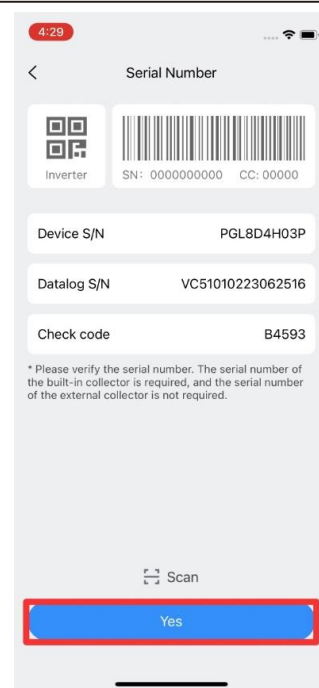 4:29
Serial Number
Inverter
SN: 0000000000 CC: 00000
Device S/N PGL8D4H03P
Datalog S/N VC51010223062516
Check code B4593
* Please verify the serial number. The serial number of
the built-in collector is required, and the serial number
of the external collector is not required.
Scan
Yes